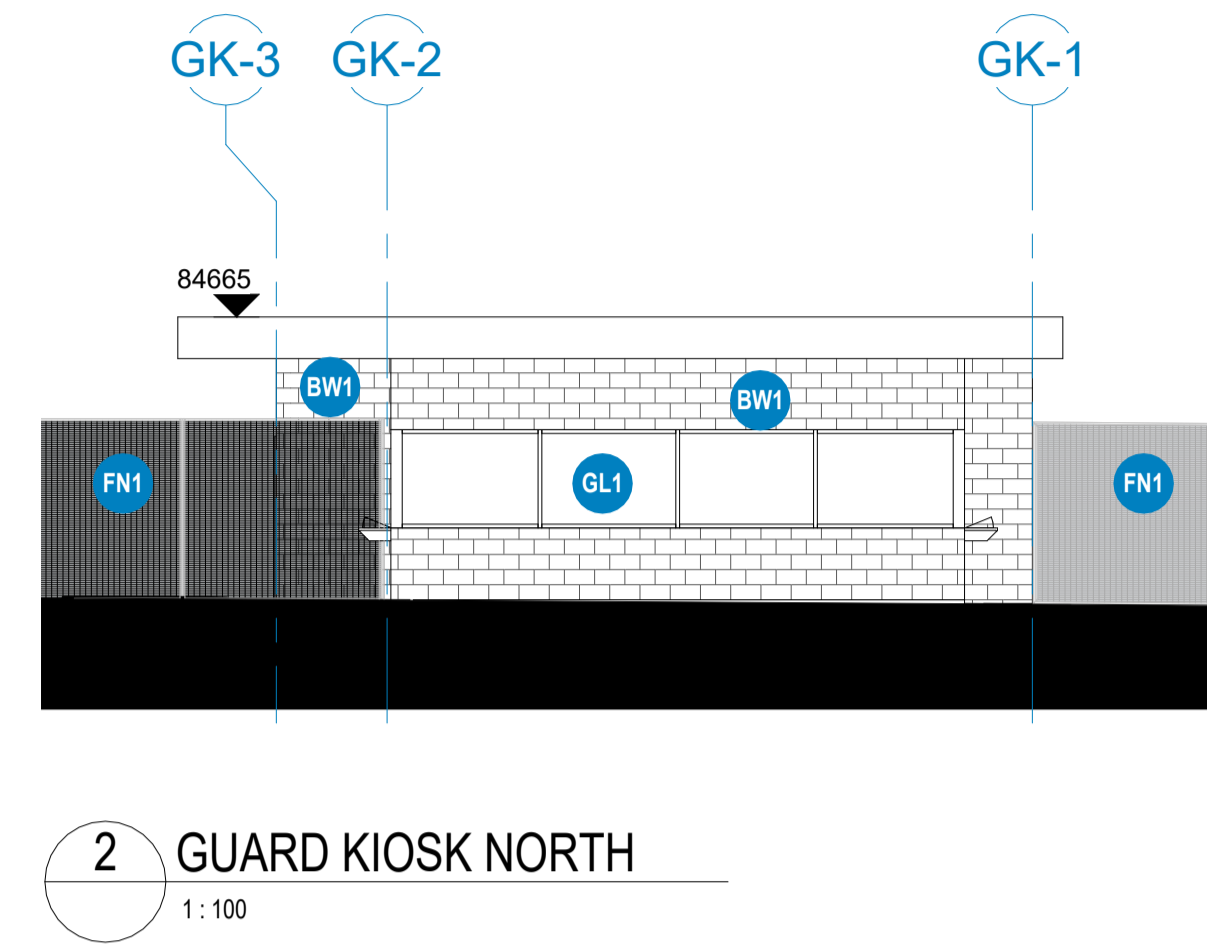 GK-3 GK-2 GK-1
84665
BW1
BW1
FN1 GL1 FN1
2 GUARD KIOSK NORTH
1 : 100